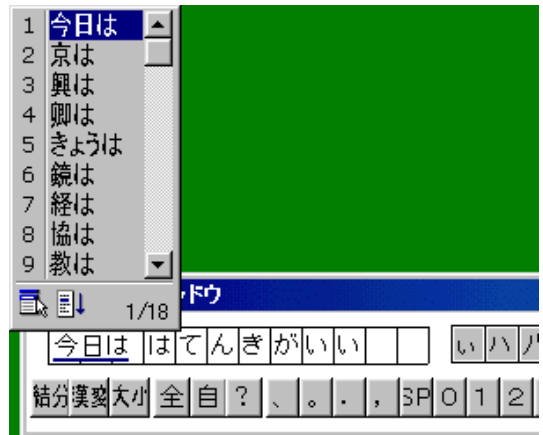 1 今日は
2 京は
3 興は
4 卿は
5 きょうは
6 鏡は
7 経は
8 協は
9 教は
1/18
ドウ
今日は はてんきがいい いハ
結分 漢変 大小 全 自 ? 、 。 ・ , SP 0 1 2